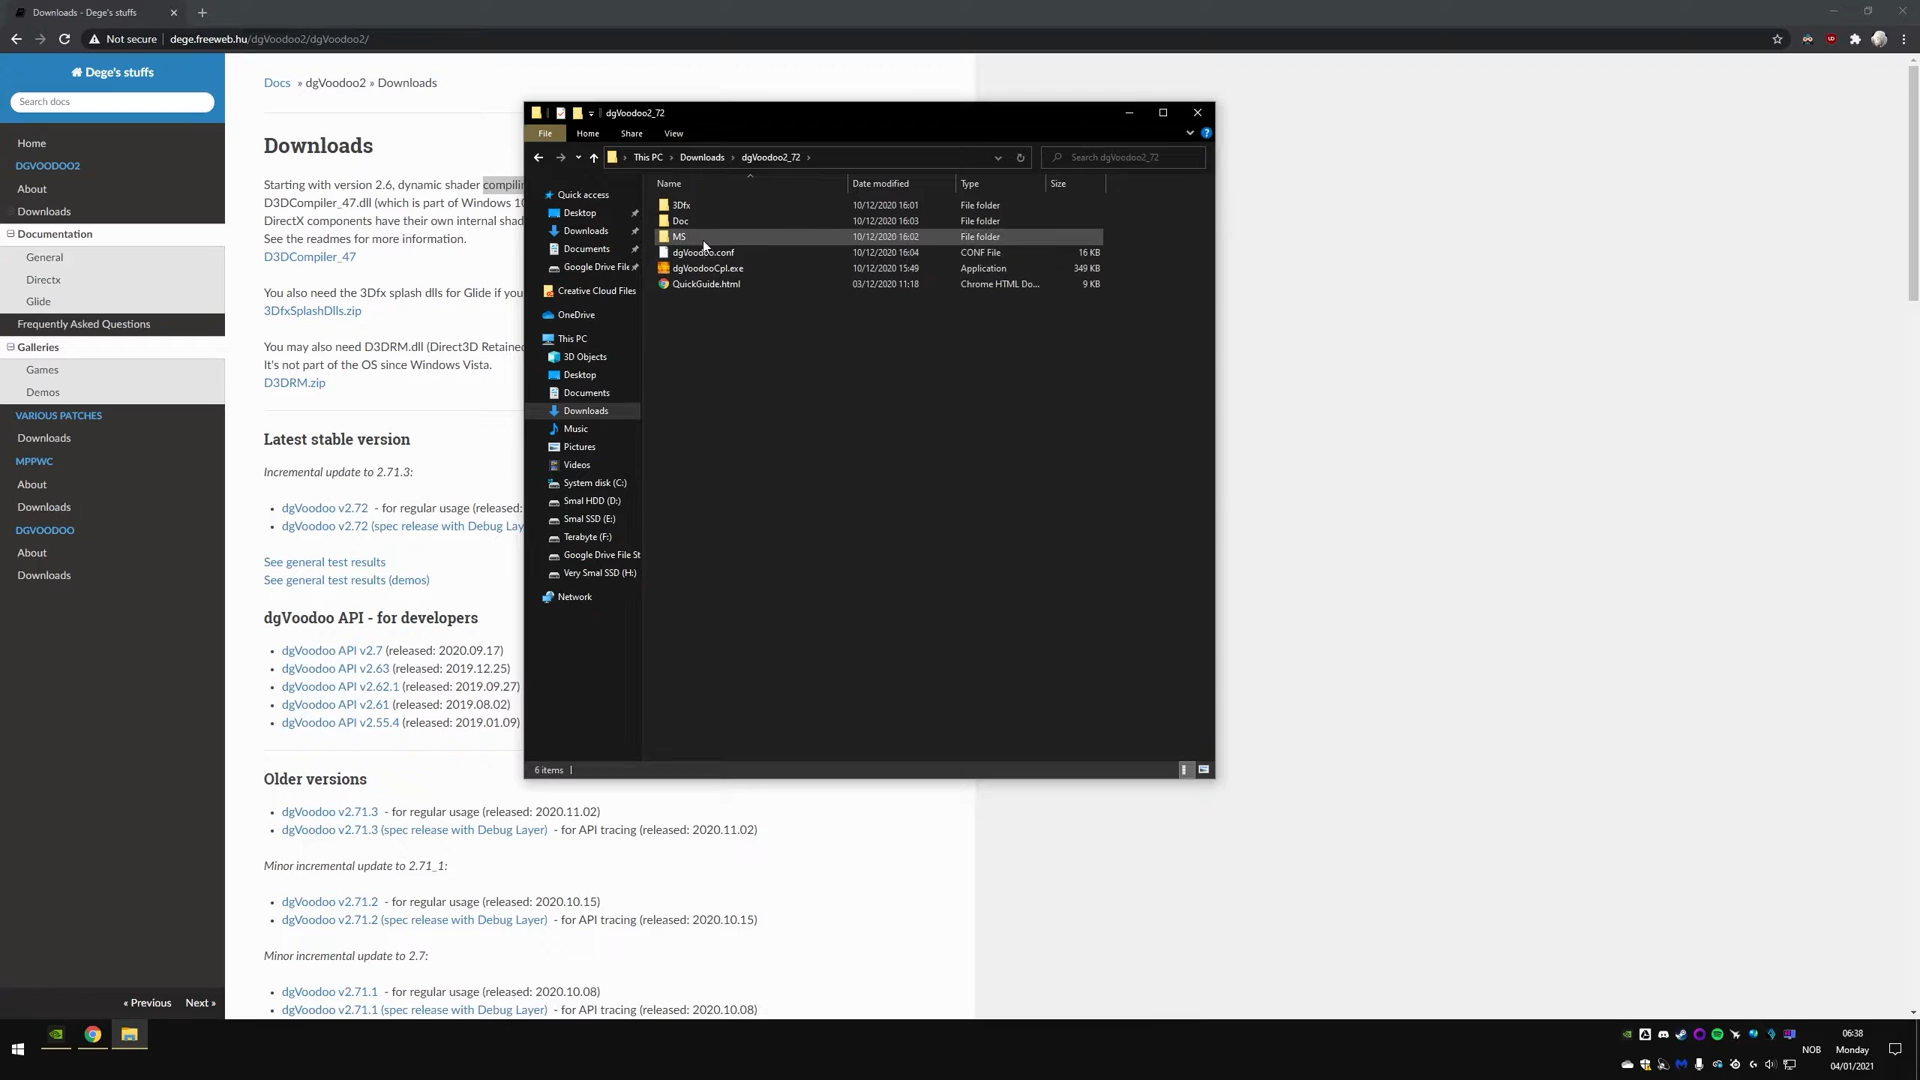 Downloads - Dege's stuffs
Not secure
dege.freeweb.hu/dgVoodoo2/dgVoodoo2/
Dege's stuffs
Search docs
Home
DGVOODOO2
About
Downloads
Documentation
General
Directx
Glide
Frequently Asked Questions
Galleries
Games
Demos
VARIOUS PATCHES
Downloads
MPPWC
About
Downloads
DGVOODOO
About
Downloads
« Previous Next »
Docs » dgVoodoo2 » Downloads
Downloads
Starting with version 2.6, dynamic shader
D3DCompiler_47.dll (which is part of Windows 10
DirectX components have their own internal shad
See the readmes for more information.
D3DCompiler_47
You also need the 3Dfx splash dlls for Glide if you
3DfxSplashDlls.zip
You may also need D3DRM.dll (Direct3D Retained
It's not part of the OS since Windows Vista.
D3DRM.zip
Latest stable version
Incremental update to 2.71.3:
dgVoodoo v2.72 - for regular usage (released:
dgVoodoo v2.72 (spec release with Debug Lay
See general test results
See general test results (demos)
dgVoodoo API - for developers
dgVoodoo API v2.7 (released: 2020.09.17)
dgVoodoo API v2.63 (released: 2019.12.25)
dgVoodoo API v2.62.1 (released: 2019.09.27)
dgVoodoo API v2.61 (released: 2019.08.02)
dgVoodoo API v2.55.4 (released: 2019.01.09)
Older versions
dgVoodoo v2.71.3 - for regular usage (released: 2020.11.02)
dgVoodoo v2.71.3 (spec release with Debug Layer) - for API tracing (released: 2020.11.02)
Minor incremental update to 2.71_1:
dgVoodoo v2.71.2 - for regular usage (released: 2020.10.15)
dgVoodoo v2.71.2 (spec release with Debug Layer) - for API tracing (released: 2020.10.15)
Minor incremental update to 2.7:
dgVoodoo v2.71.1 - for regular usage (released: 2020.10.08)
dgVoodoo v2.71.1 (spec release with Debug Layer) - for API tracing (released: 2020.10.08)
dgVoodoo2_72
File Home Share View
This PC Downloads dgVoodoo2_72
Search dgVoodoo2_72
Quick access
Desktop
Downloads
Documents
Google Drive File
Creative Cloud Files
OneDrive
This PC
3D Objects
Desktop
Documents
Downloads
Music
Pictures
Videos
System disk (C:)
Smal HDD (D:)
Smal SSD (E:)
Terabyte (F:)
Google Drive File St
Very Smal SSD (H:)
Network
Name Date modified Type Size
3Dfx 10/12/2020 16:01 File folder
Doc 10/12/2020 16:03 File folder
MS 10/12/2020 16:02 File folder
dgVoodoo.conf 10/12/2020 16:04 CONF File 16 KB
dgVoodooCpl.exe 10/12/2020 15:49 Application 349 KB
QuickGuide.html 03/12/2020 11:18 Chrome HTML Do... 9 KB
6 items
NOB
06:38
Monday
04/01/2021